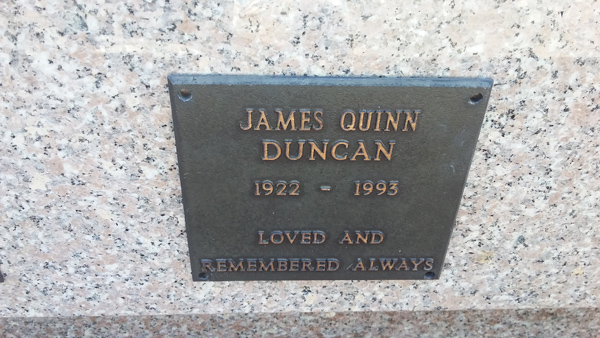 JAMES QUINN
DUNCAN
1922 - 1993
LOVED AND
REMEMBERED ALWAYS